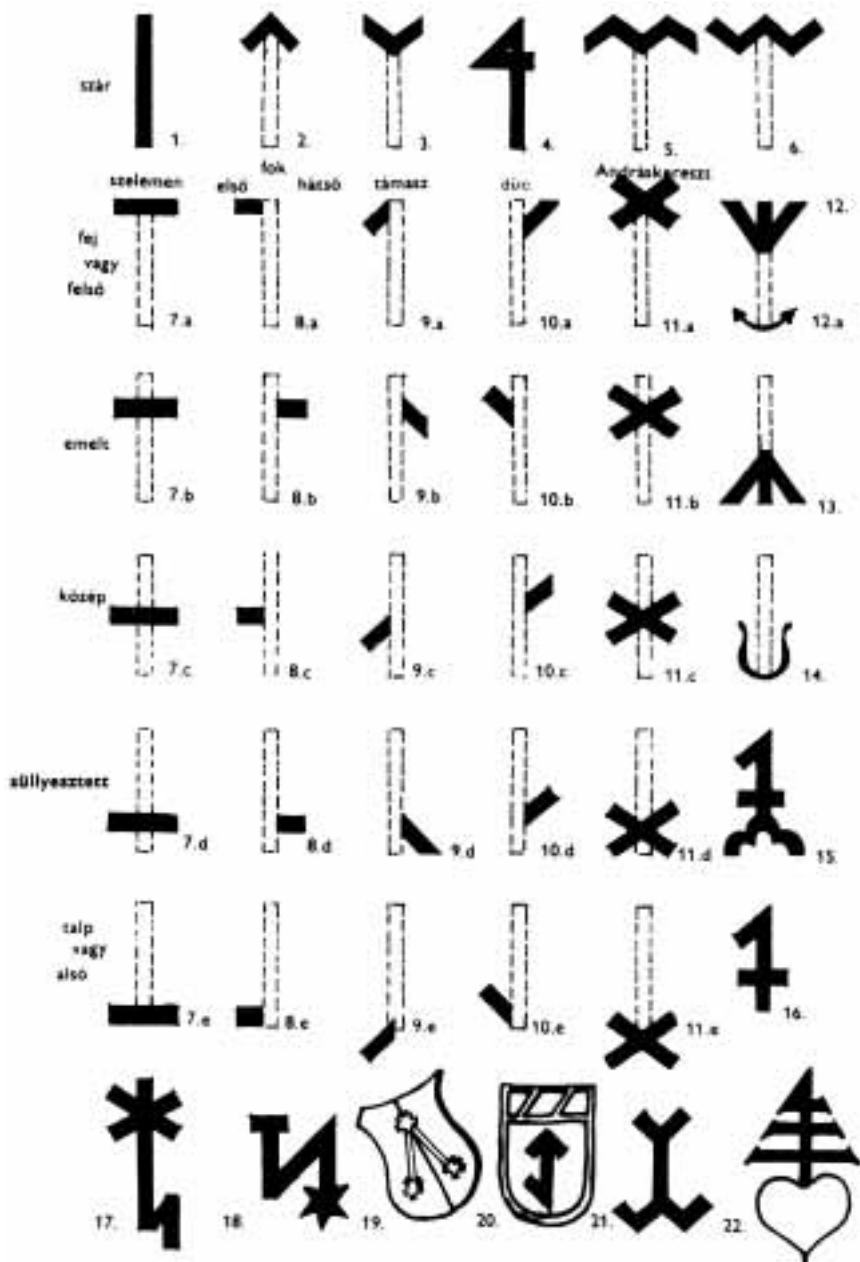 szár
1. 2. 3. 4. 5. 6.
szelemen első fok hátsó támasz dúc Andráskereszt
fej vagy felső
12.
7.a 8.a 9.a 10.a 11.a 12.a
emelt
7.b 8.b 9.b 10.b 11.b 13.
közép
7.c 8.c 9.c 10.c 11.c 14.
süllyesztett
7.d 8.d 9.d 10.d 11.d 15.
talp vagy alsó
7.e 8.e 9.e 10.e 11.e 16.
17. 18. 19. 20. 21. 22.